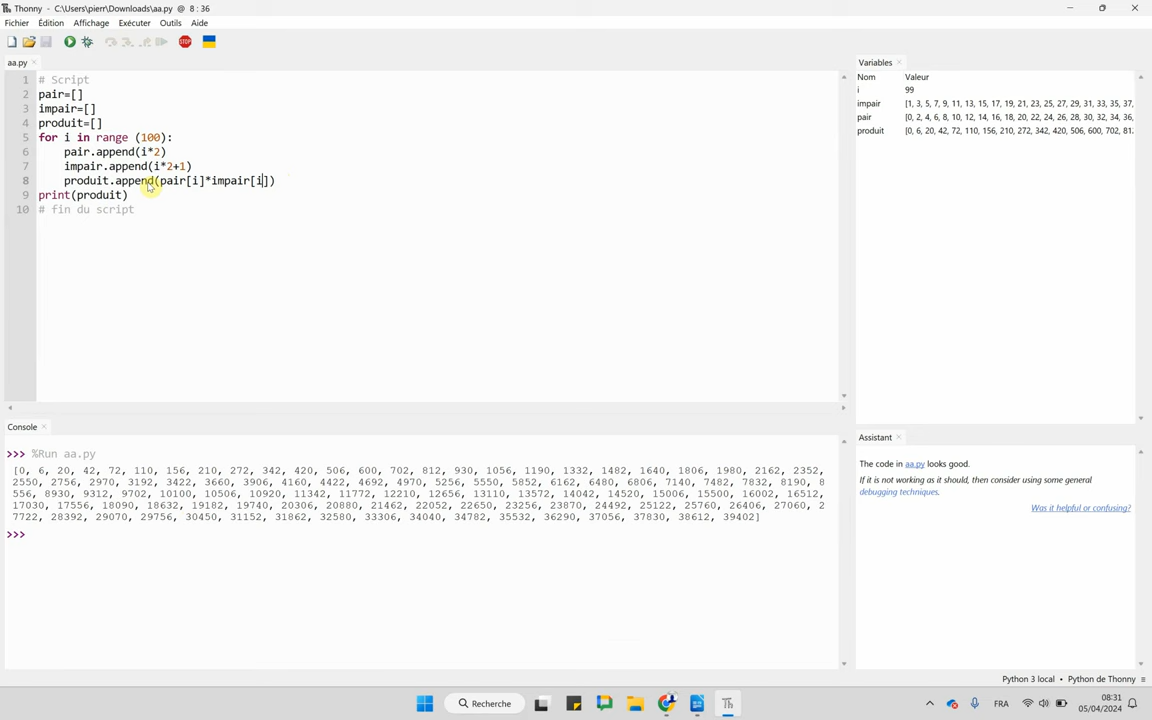 Thonny - C:\Users\pierr\Downloads\aa.py @ 8 : 36
Fichier Édition Affichage Exécuter Outils Aide
STOP
aa.py
1 # Script
2 pair=[]
3 impair=[]
4 produit=[]
5 for i in range (100):
6 pair.append(i*2)
7 impair.append(i*2+1)
8 produit.append(pair[i]*impair[i])
9 print(produit)
10 # fin du script
Variables
Nom Valeur
i 99
impair [1, 3, 5, 7, 9, 11, 13, 15, 17, 19, 21, 23, 25, 27, 29, 31, 33, 35, 37,
pair [0, 2, 4, 6, 8, 10, 12, 14, 16, 18, 20, 22, 24, 26, 28, 30, 32, 34, 36,
produit [0, 6, 20, 42, 72, 110, 156, 210, 272, 342, 420, 506, 600, 702, 81.
Console
>>> %Run aa.py
[0, 6, 20, 42, 72, 110, 156, 210, 272, 342, 420, 506, 600, 702, 812, 930, 1056, 1190, 1332, 1482, 1640, 1806, 1980, 2162, 2352,
2550, 2756, 2970, 3192, 3422, 3660, 3906, 4160, 4422, 4692, 4970, 5256, 5550, 5852, 6162, 6480, 6806, 7140, 7482, 7832, 8190, 8
556, 8930, 9312, 9702, 10100, 10506, 10920, 11342, 11772, 12210, 12656, 13110, 13572, 14042, 14520, 15006, 15500, 16002, 16512,
17030, 17556, 18090, 18632, 19182, 19740, 20306, 20880, 21462, 22052, 22650, 23256, 23870, 24492, 25122, 25760, 26406, 27060, 2
7722, 28392, 29070, 29756, 30450, 31152, 31862, 32580, 33306, 34040, 34782, 35532, 36290, 37056, 37830, 38612, 39402]
>>>
Assistant
The code in aa.py looks good.
If it is not working as it should, then consider using some general
debugging techniques.
Was it helpful or confusing?
Python 3 local • Python de Thonny ≡
Recherche
Th
FRA
08:31
05/04/2024